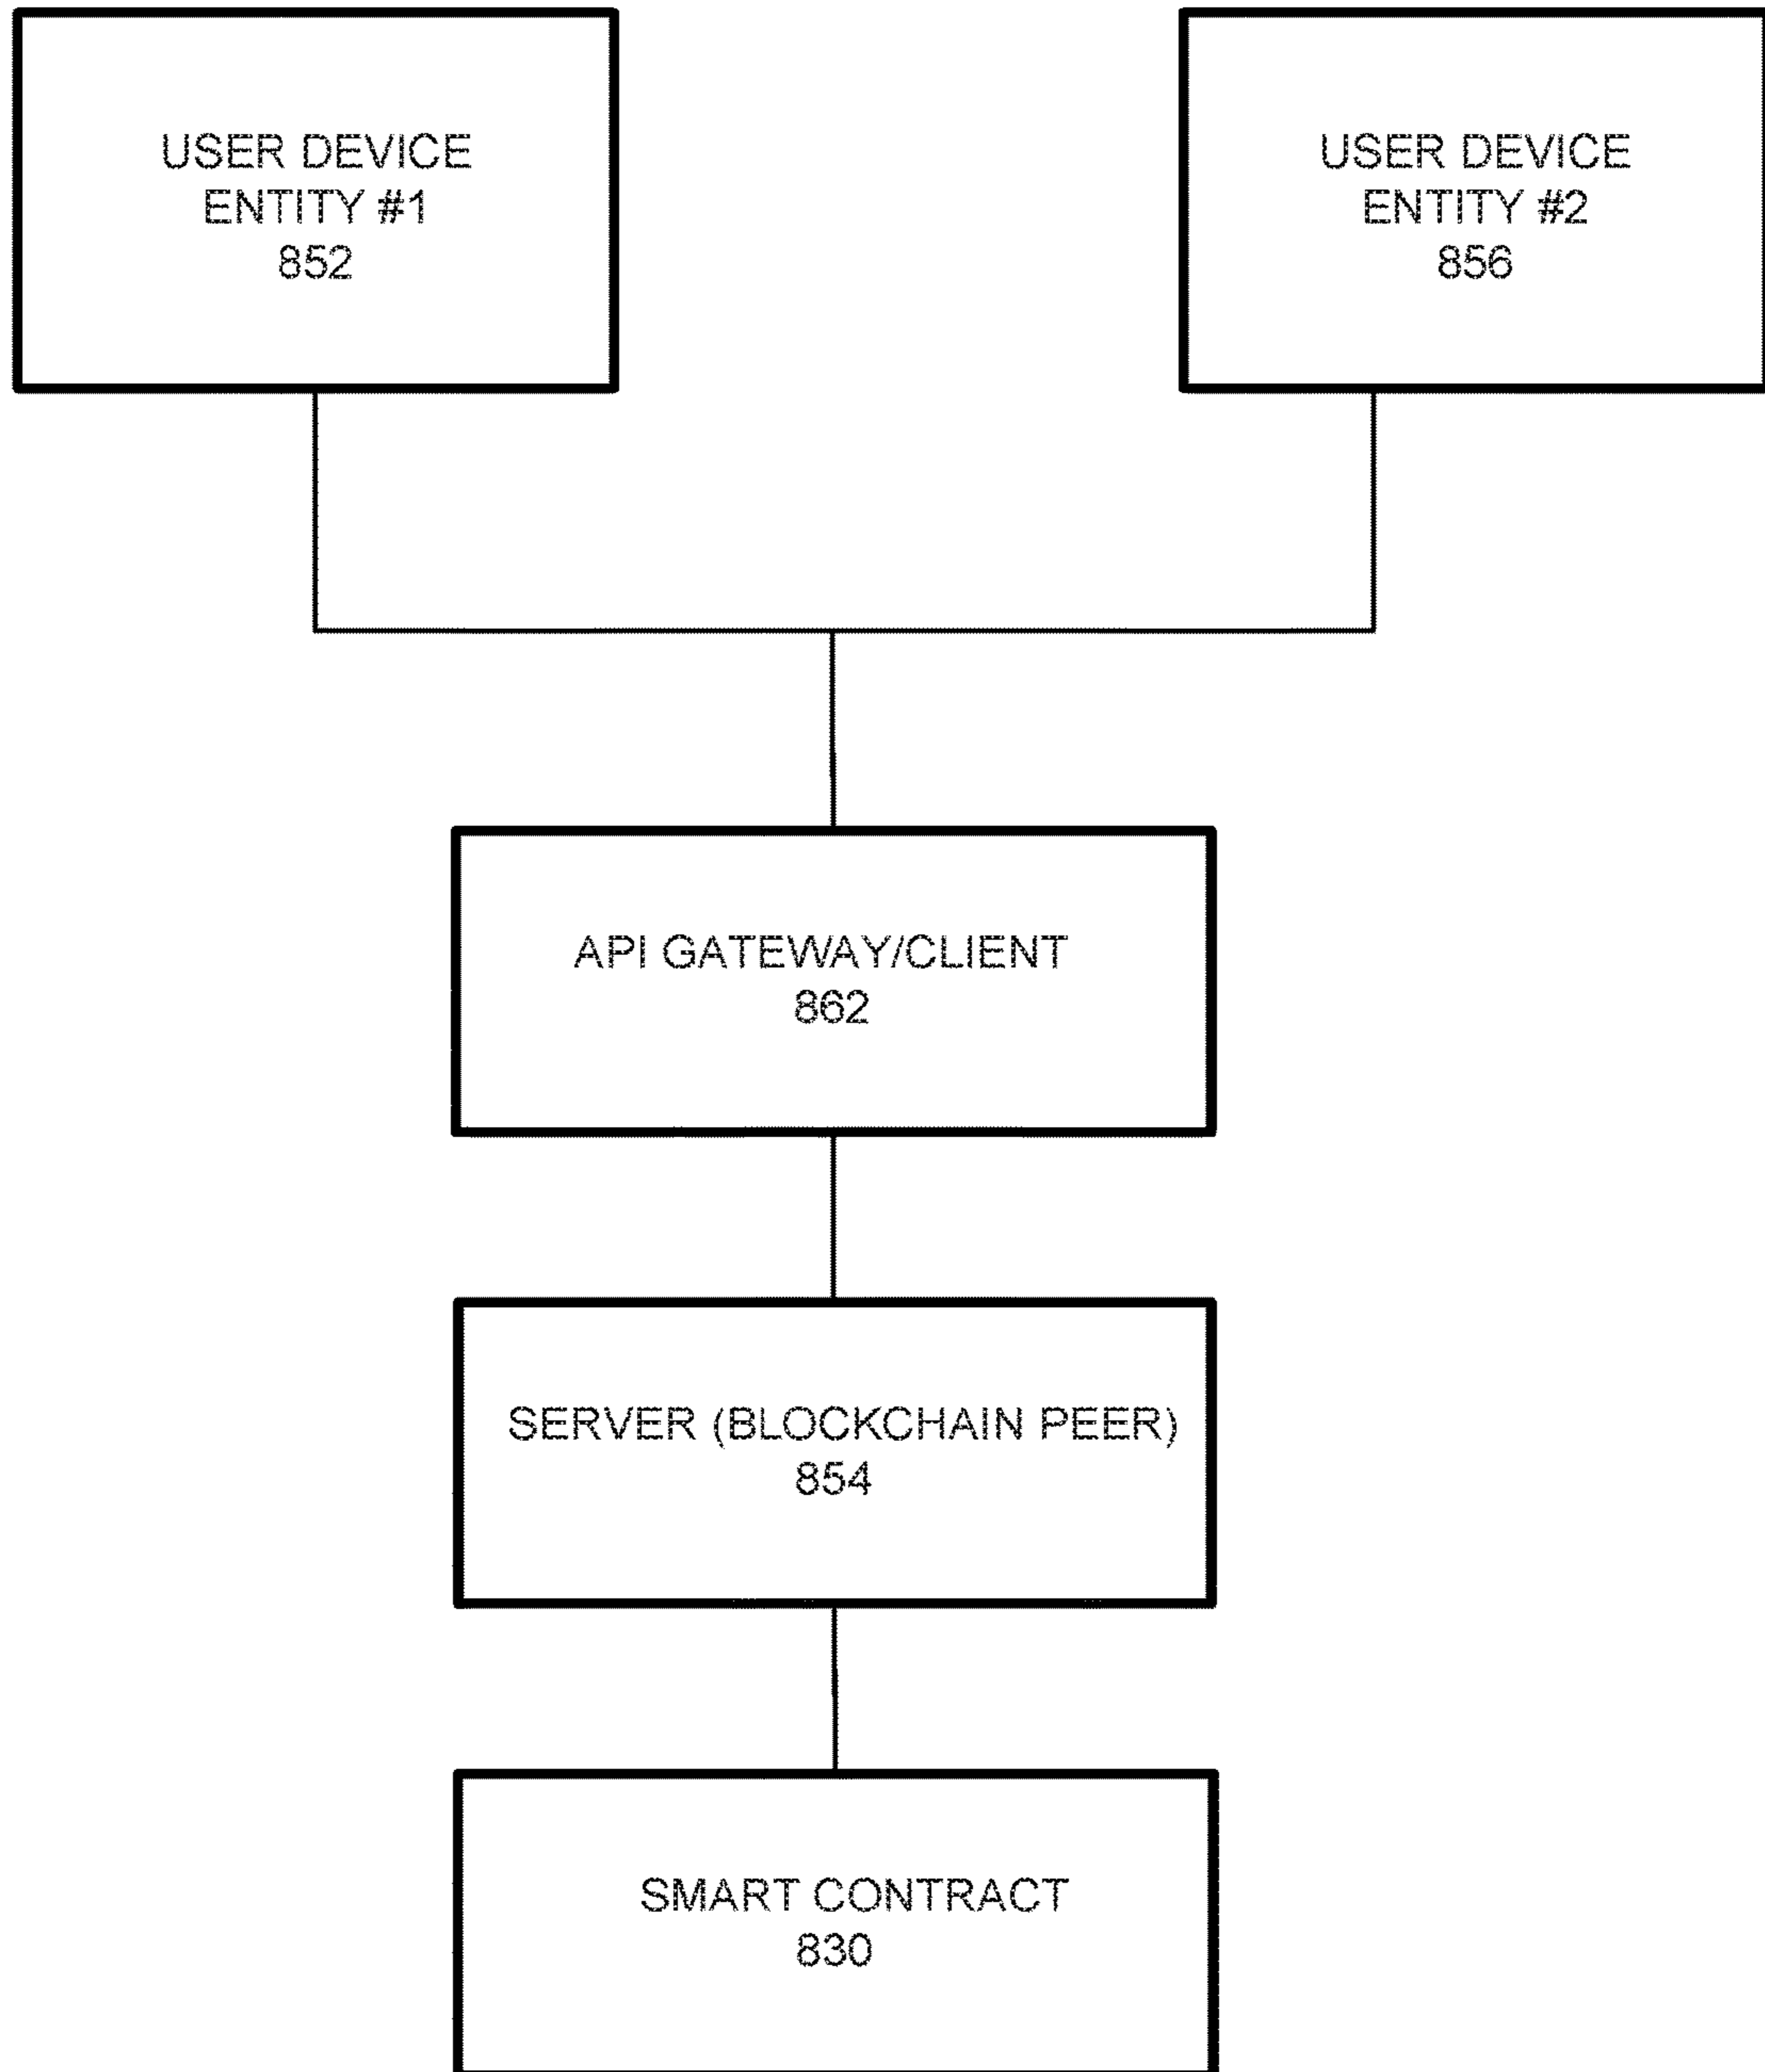 USER DEVICE
ENTITY #1
852
USER DEVICE
ENTITY #2
856
API GATEWAY/CLIENT
862
SERVER (BLOCKCHAIN PEER)
854
SMART CONTRACT
830